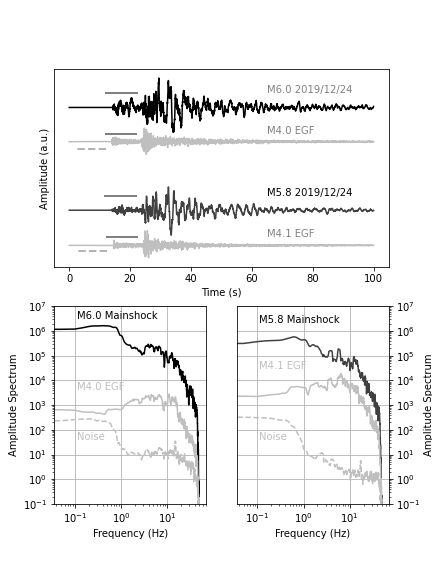 M6.0 2019/12/24
M4.0 EGF
M5.8 2019/12/24
M4.1 EGF
Amplitude (a.u.)
0 20 40 60 80 100
Time (s)
M6.0 Mainshock
M4.0 EGF
Noise
10^7
10^6
10^5
10^4
10^3
10^2
10^1
10^0
10^-1
Amplitude Spectrum
10^-1 10^0 10^1
Frequency (Hz)
M5.8 Mainshock
M4.1 EGF
Noise
10^7
10^6
10^5
10^4
10^3
10^2
10^1
10^0
10^-1
Amplitude Spectrum
10^-1 10^0 10^1
Frequency (Hz)